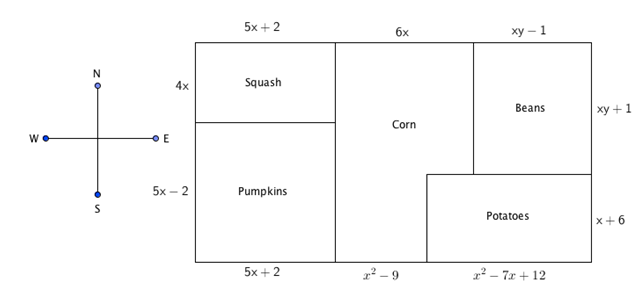 5x + 2
6x
xy − 1
N
4x
Squash
Beans
xy + 1
Corn
W
E
5x − 2
Pumpkins
S
Potatoes
x + 6
5x + 2
x² − 9
x² − 7x + 12